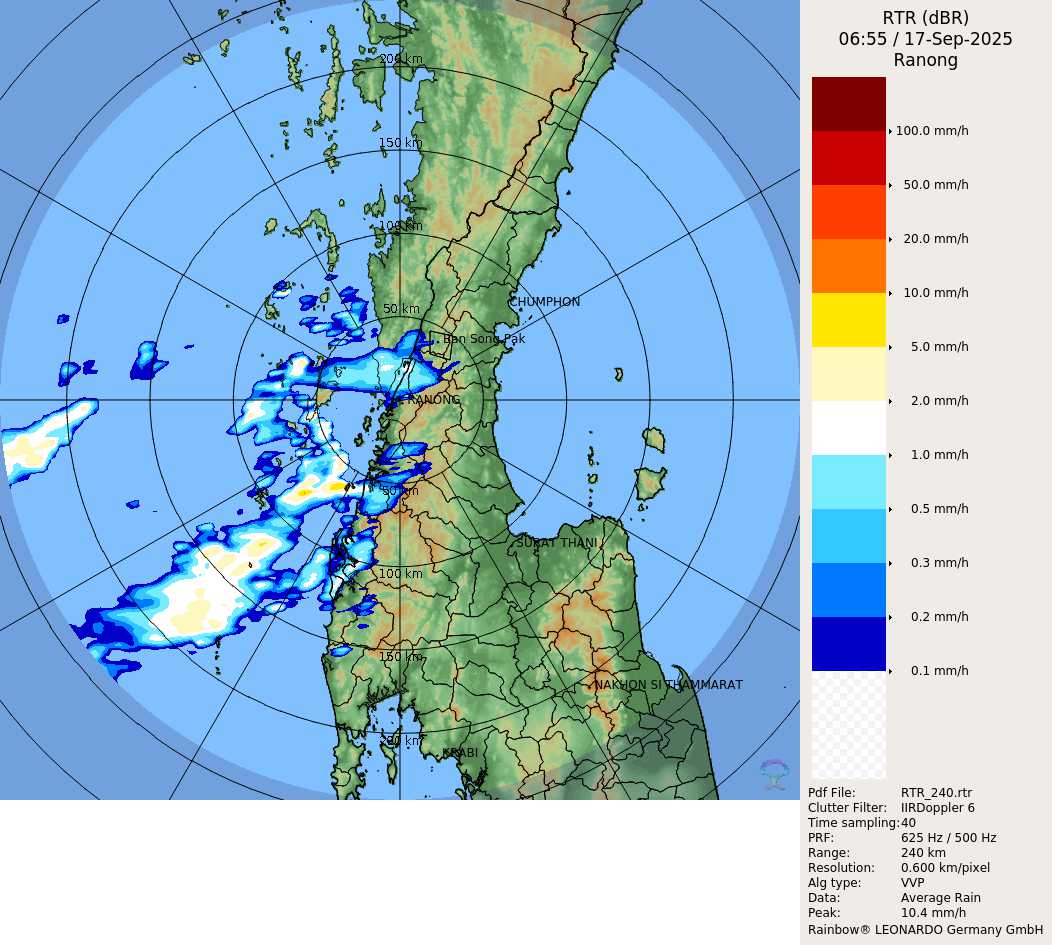 RTR (dBR)
06:55 / 17-Sep-2025
Ranong
100.0 mm/h
50.0 mm/h
20.0 mm/h
10.0 mm/h
5.0 mm/h
2.0 mm/h
1.0 mm/h
0.5 mm/h
0.3 mm/h
0.2 mm/h
0.1 mm/h
200 km
150 km
100 km
50 km
CHUMPHON
Ban Song Pak
RANONG
50 km
SURAT THANI
100 km
150 km
NAKHON SI THAMMARAT
200 km
KRABI
Pdf File: RTR_240.rtr
Clutter Filter: IIRDoppler 6
Time sampling:40
PRF: 625 Hz / 500 Hz
Range: 240 km
Resolution: 0.600 km/pixel
Alg type: VVP
Data: Average Rain
Peak: 10.4 mm/h
Rainbow® LEONARDO Germany GmbH